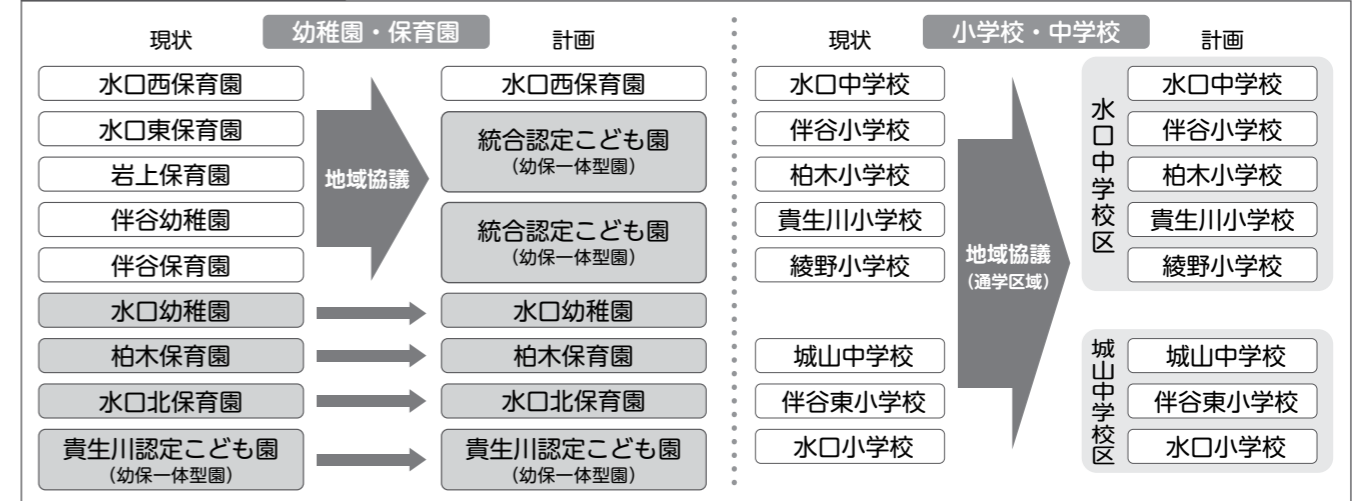 幼稚園・保育園
現状
計画
水口西保育園
水口東保育園
岩上保育園
伴谷幼稚園
伴谷保育園
水口幼稚園
柏木保育園
水口北保育園
貴生川認定こども園
(幼保一体型園)
地域協議
水口西保育園
統合認定こども園
(幼保一体型園)
統合認定こども園
(幼保一体型園)
水口幼稚園
柏木保育園
水口北保育園
貴生川認定こども園
(幼保一体型園)
小学校・中学校
現状
計画
水口中学校
伴谷小学校
柏木小学校
貴生川小学校
綾野小学校
城山中学校
伴谷東小学校
水口小学校
地域協議
(通学区域)
水口中学校区
水口中学校
伴谷小学校
柏木小学校
貴生川小学校
綾野小学校
城山中学校区
城山中学校
伴谷東小学校
水口小学校